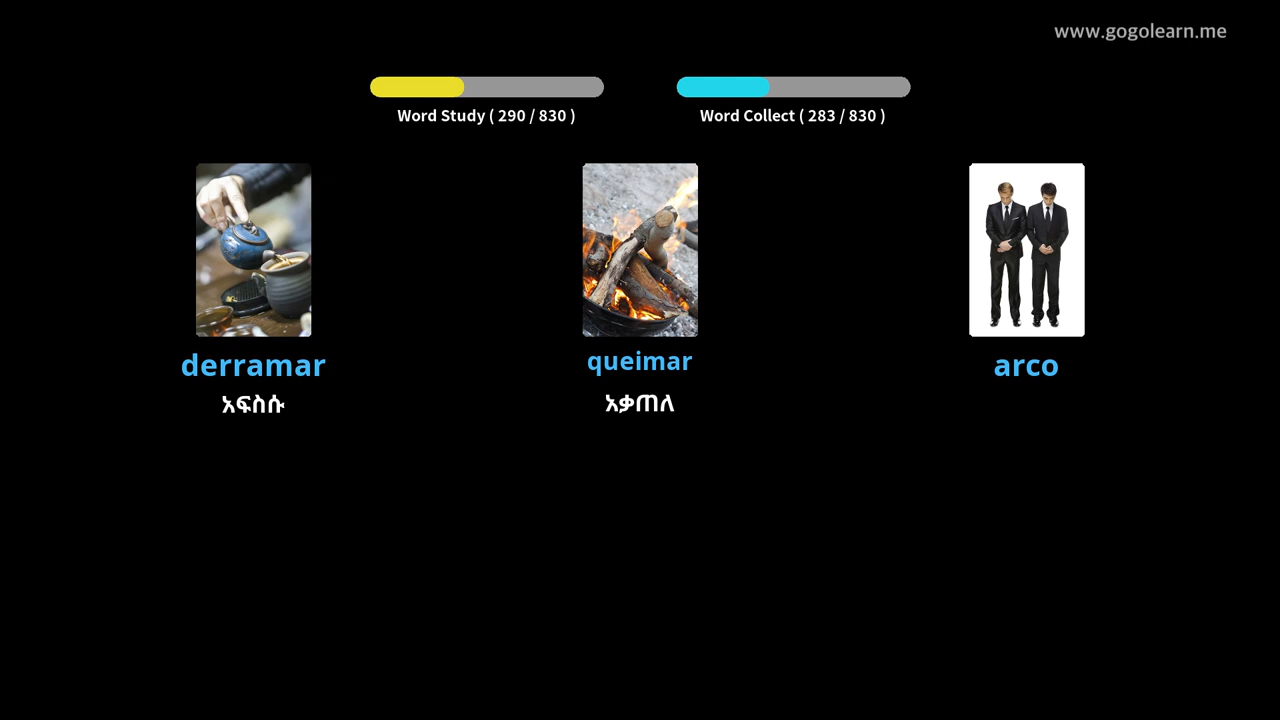 www.gogolearn.me
Word Study ( 290 / 830 )
Word Collect ( 283 / 830 )
derramar
queimar
arco
አፍስሱ
አቃጠለ